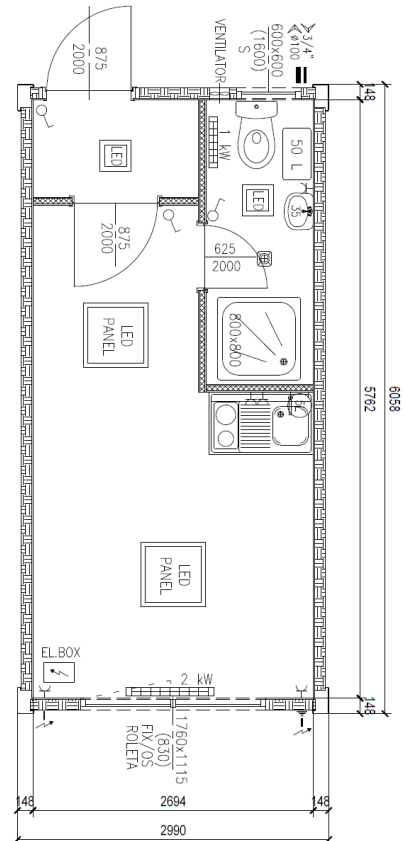 3/4"
Ø100
600x600
(1600)
S
VENTILATOR
875
2000
148
1 kW
50 L
LED
LED
35
875
2000
625
2000
800x800
LED
PANEL
5L
5762
6058
LED
PANEL
EL.BOX
2 kW
1760x1115
(830)
FIX/OS
ROLETA
148
148
2694
148
2990